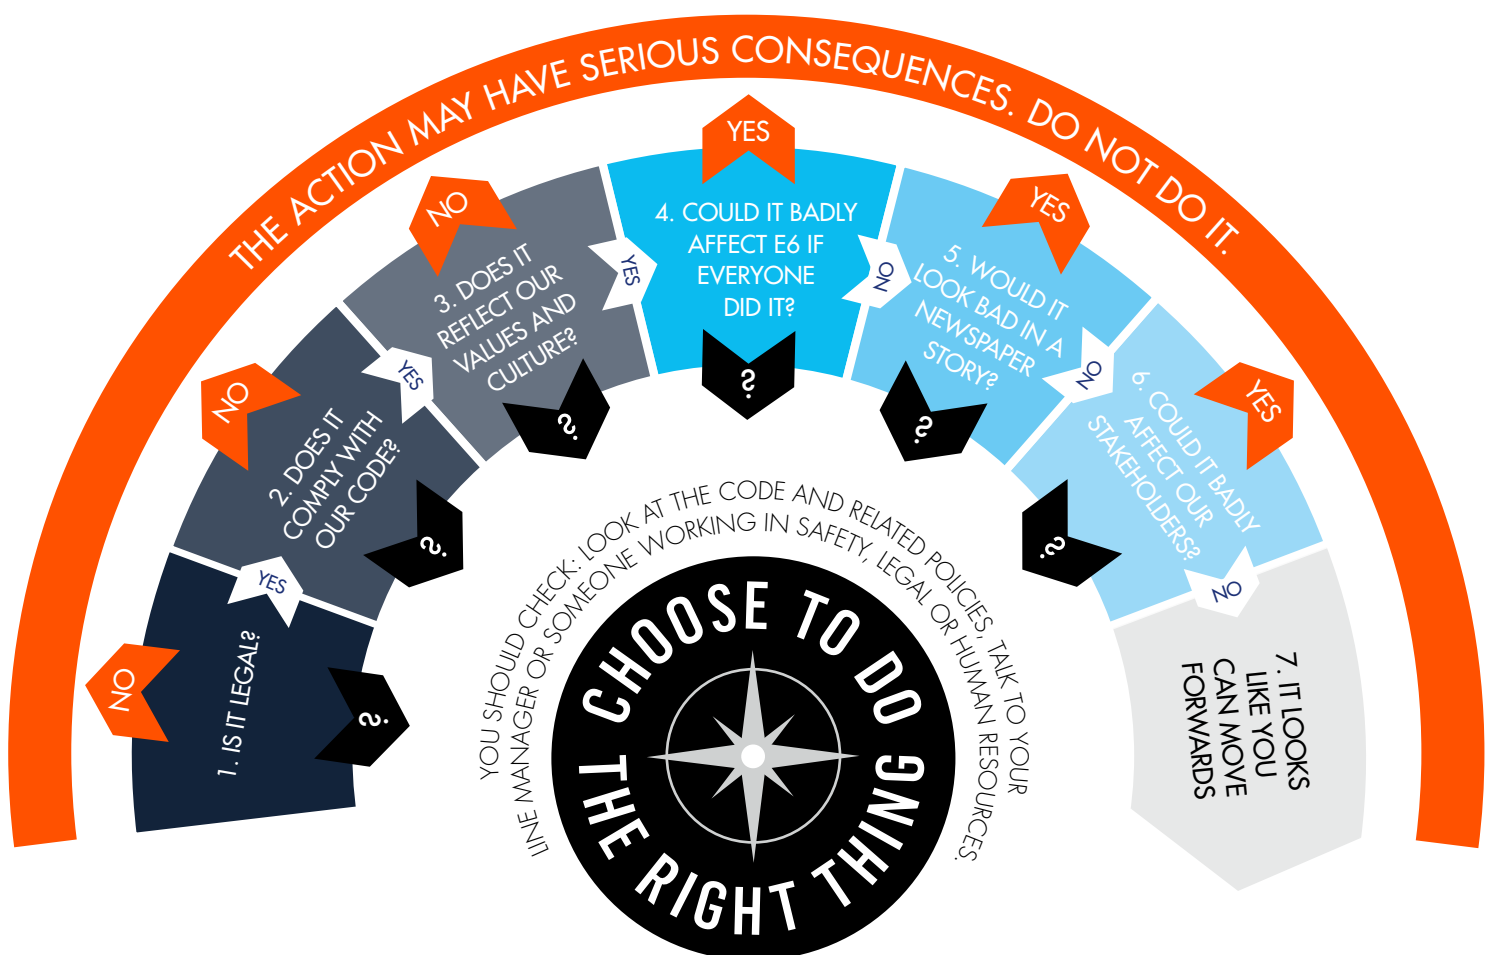 THE ACTION MAY HAVE SERIOUS CONSEQUENCES. DO NOT DO IT.
NO
1. IS IT LEGAL?
?
YES
NO
2. DOES IT
COMPLY WITH
OUR CODE?
?
YES
NO
3. DOES IT
REFLECT OUR
VALUES AND
CULTURE?
?
YES
YES
4. COULD IT BADLY
AFFECT E6 IF
EVERYONE
DID IT?
?
NO
YES
5. WOULD IT
LOOK BAD IN A
NEWSPAPER
STORY?
?
NO
YES
6. COULD IT BADLY
AFFECT OUR
STAKEHOLDERS?
?
NO
7. IT LOOKS
LIKE YOU
CAN MOVE
FORWARDS
YOU SHOULD CHECK: LOOK AT THE CODE AND RELATED POLICIES, TALK TO YOUR
LINE MANAGER OR SOMEONE WORKING IN SAFETY, LEGAL OR HUMAN RESOURCES.
CHOOSE TO DO
THE RIGHT THING